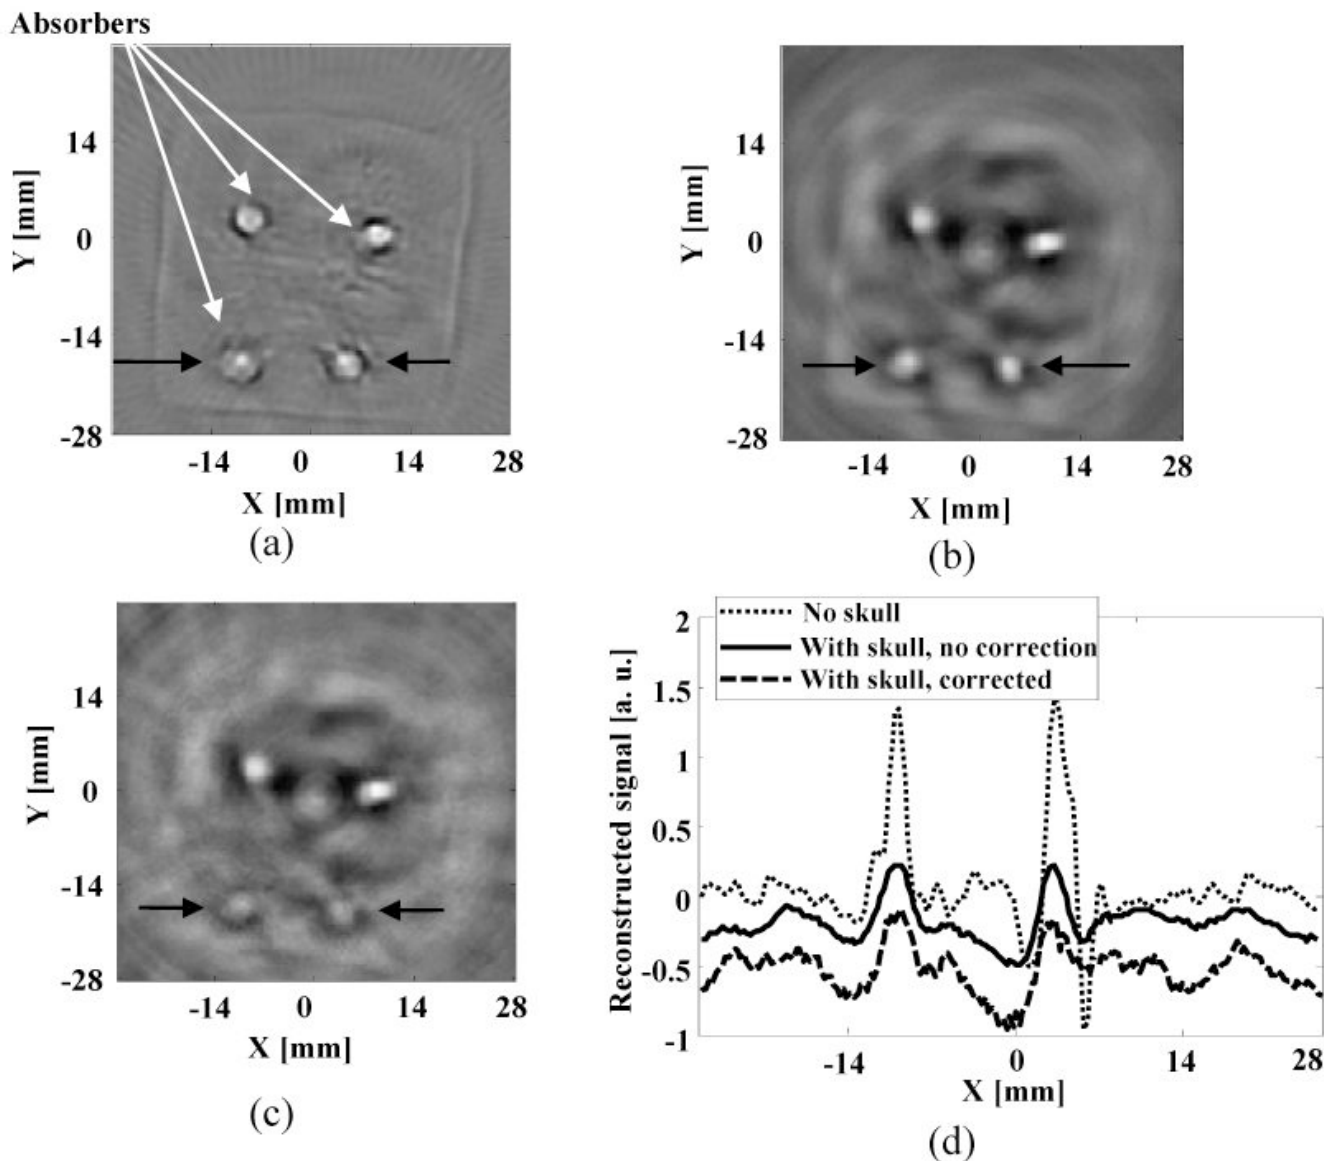 Absorbers
14
0
-14
-28
Y [mm]
-14 0 14 28
X [mm]
(a)
14
0
-14
-28
Y [mm]
-14 0 14 28
X [mm]
(b)
14
0
-14
-28
Y [mm]
-14 0 14 28
X [mm]
(c)
No skull
With skull, no correction
With skull, corrected
2
1.5
1
0.5
0
-0.5
-1
Reconstructed signal [a. u.]
-14 0 14 28
X [mm]
(d)